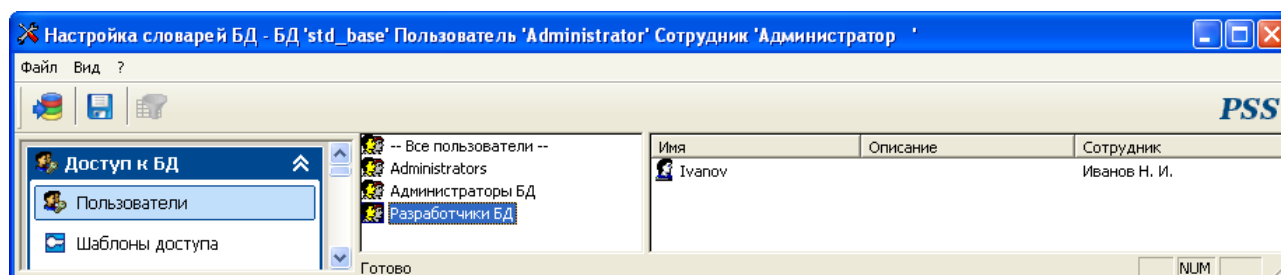 Настройка словарей БД - БД 'std_base' Пользователь 'Administrator' Сотрудник 'Администратор '
Файл Вид ?
PSS
Доступ к БД
Пользователи
Шаблоны доступа
-- Все пользователи --
Administrators
Администраторы БД
Разработчики БД
Имя Описание Сотрудник
Ivanov Иванов Н. И.
Готово NUM